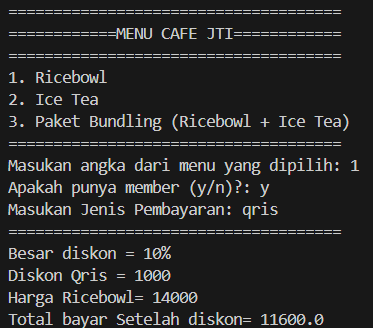 =====================================
============MENU CAFE JTI============
=====================================
1. Ricebowl
2. Ice Tea
3. Paket Bundling (Ricebowl + Ice Tea)
=====================================
Masukan angka dari menu yang dipilih: 1
Apakah punya member (y/n)?: y
Masukan Jenis Pembayaran: qris
=====================================
Besar diskon = 10%
Diskon Qris = 1000
Harga Ricebowl= 14000
Total bayar Setelah diskon= 11600.0